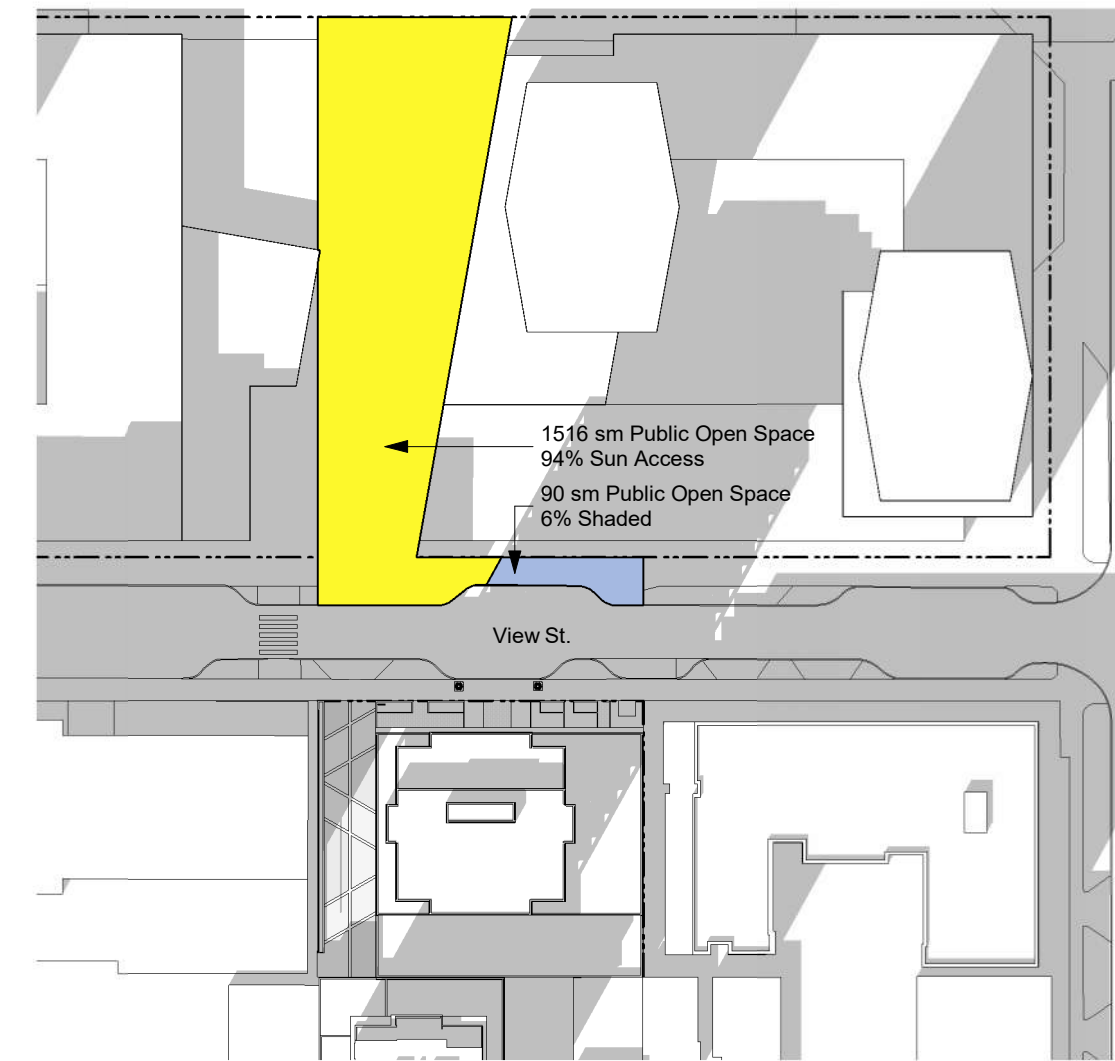 1516 sm Public Open Space
94% Sun Access
90 sm Public Open Space
6% Shaded
View St.